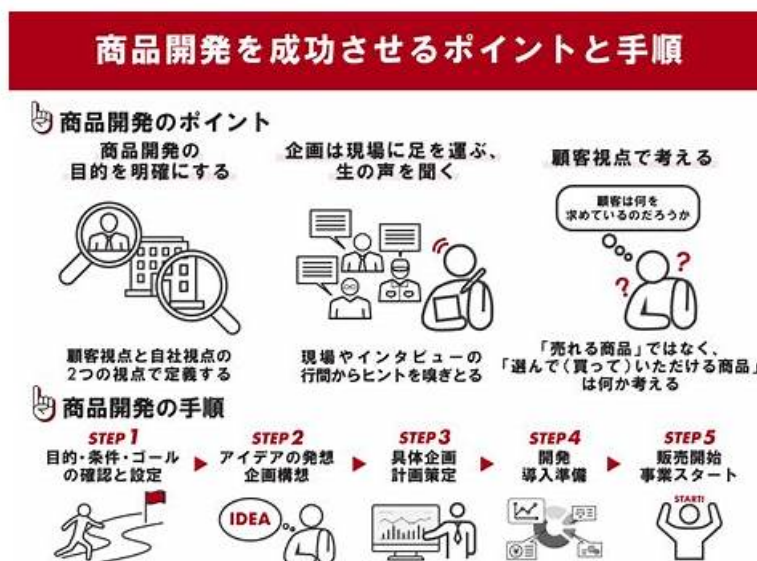 商品開発を成功させるポイントと手順
商品開発のポイント
商品開発の
目的を明確にする
顧客視点と自社視点の
2つの視点で定義する
企画は現場に足を運ぶ、
生の声を聞く
現場やインタビューの
行間からヒントを嗅ぎとる
顧客視点で考える
顧客は何を
求めているのだろうか
? ?
「売れる商品」ではなく、
「選んで(買って)いただける商品」
は何か考える
商品開発の手順
STEP 1
目的・条件・ゴール
の確認と設定
STEP 2
アイデアの発想
企画構想
IDEA
STEP 3
具体企画
計画策定
STEP 4
開発
導入準備
STEP 5
販売開始
事業スタート
START!